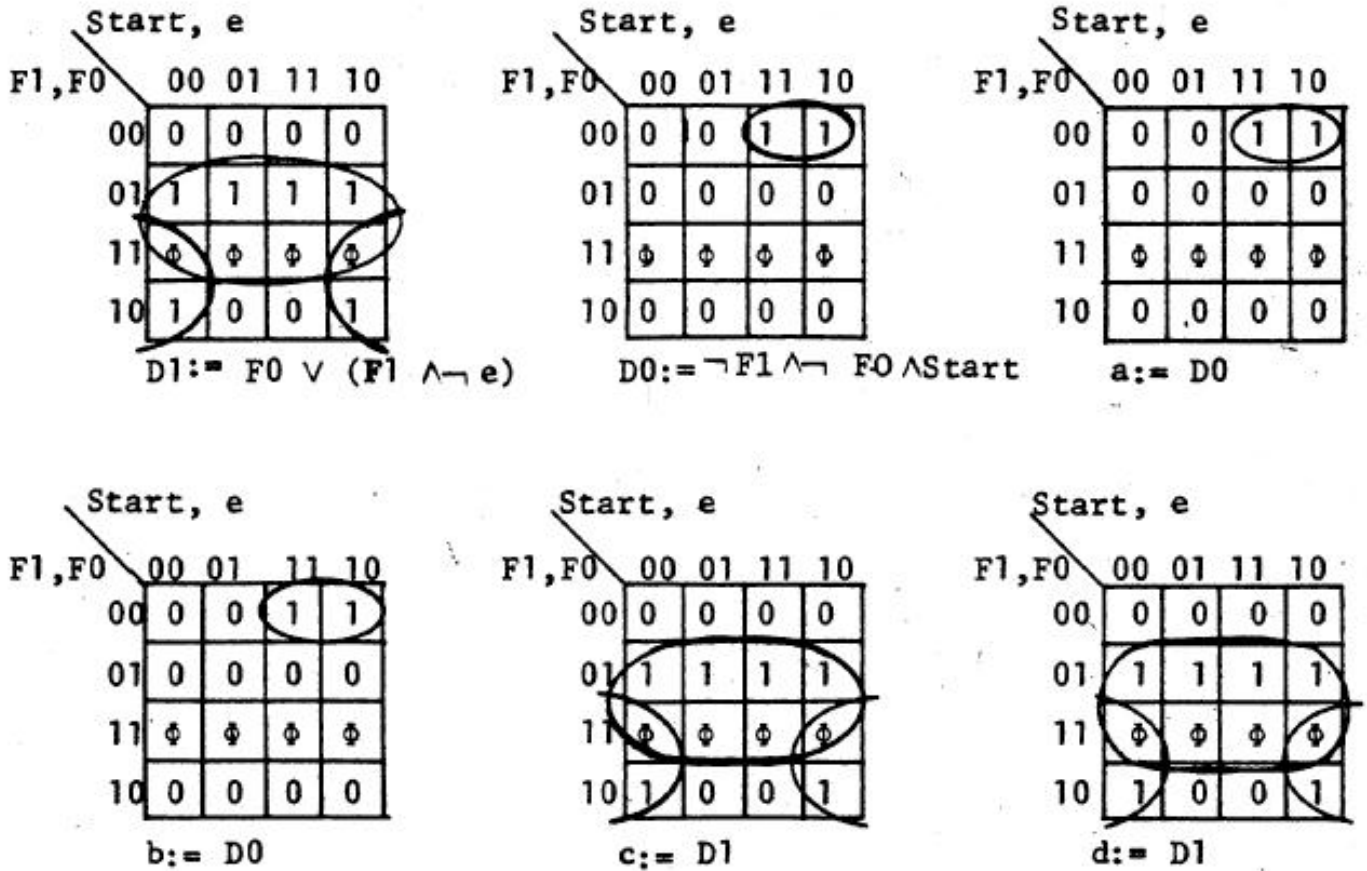 Start, e Start, e Start, e
F1,F0 00 01 11 10 F1,F0 00 01 11 10 F1,F0 00 01 11 10
00 0 0 0 0 00 0 0 1 1 00 0 0 1 1
01 1 1 1 1 01 0 0 0 0 01 0 0 0 0
11 Φ Φ Φ Φ 11 Φ Φ Φ Φ 11 Φ Φ Φ Φ
10 1 0 0 1 10 0 0 0 0 10 0 0 0 0
D1:= F0 ∨ (F1 ∧¬ e) D0:= ¬F1 ∧¬ F0 ∧Start a:= D0
Start, e Start, e Start, e
F1,F0 00 01 11 10 F1,F0 00 01 11 10 F1,F0 00 01 11 10
00 0 0 1 1 00 0 0 0 0 00 0 0 0 0
01 0 0 0 0 01 1 1 1 1 01 1 1 1 1
11 Φ Φ Φ Φ 11 Φ Φ Φ Φ 11 Φ Φ Φ Φ
10 0 0 0 0 10 1 0 0 1 10 1 0 0 1
b:= D0 c:= D1 d:= D1